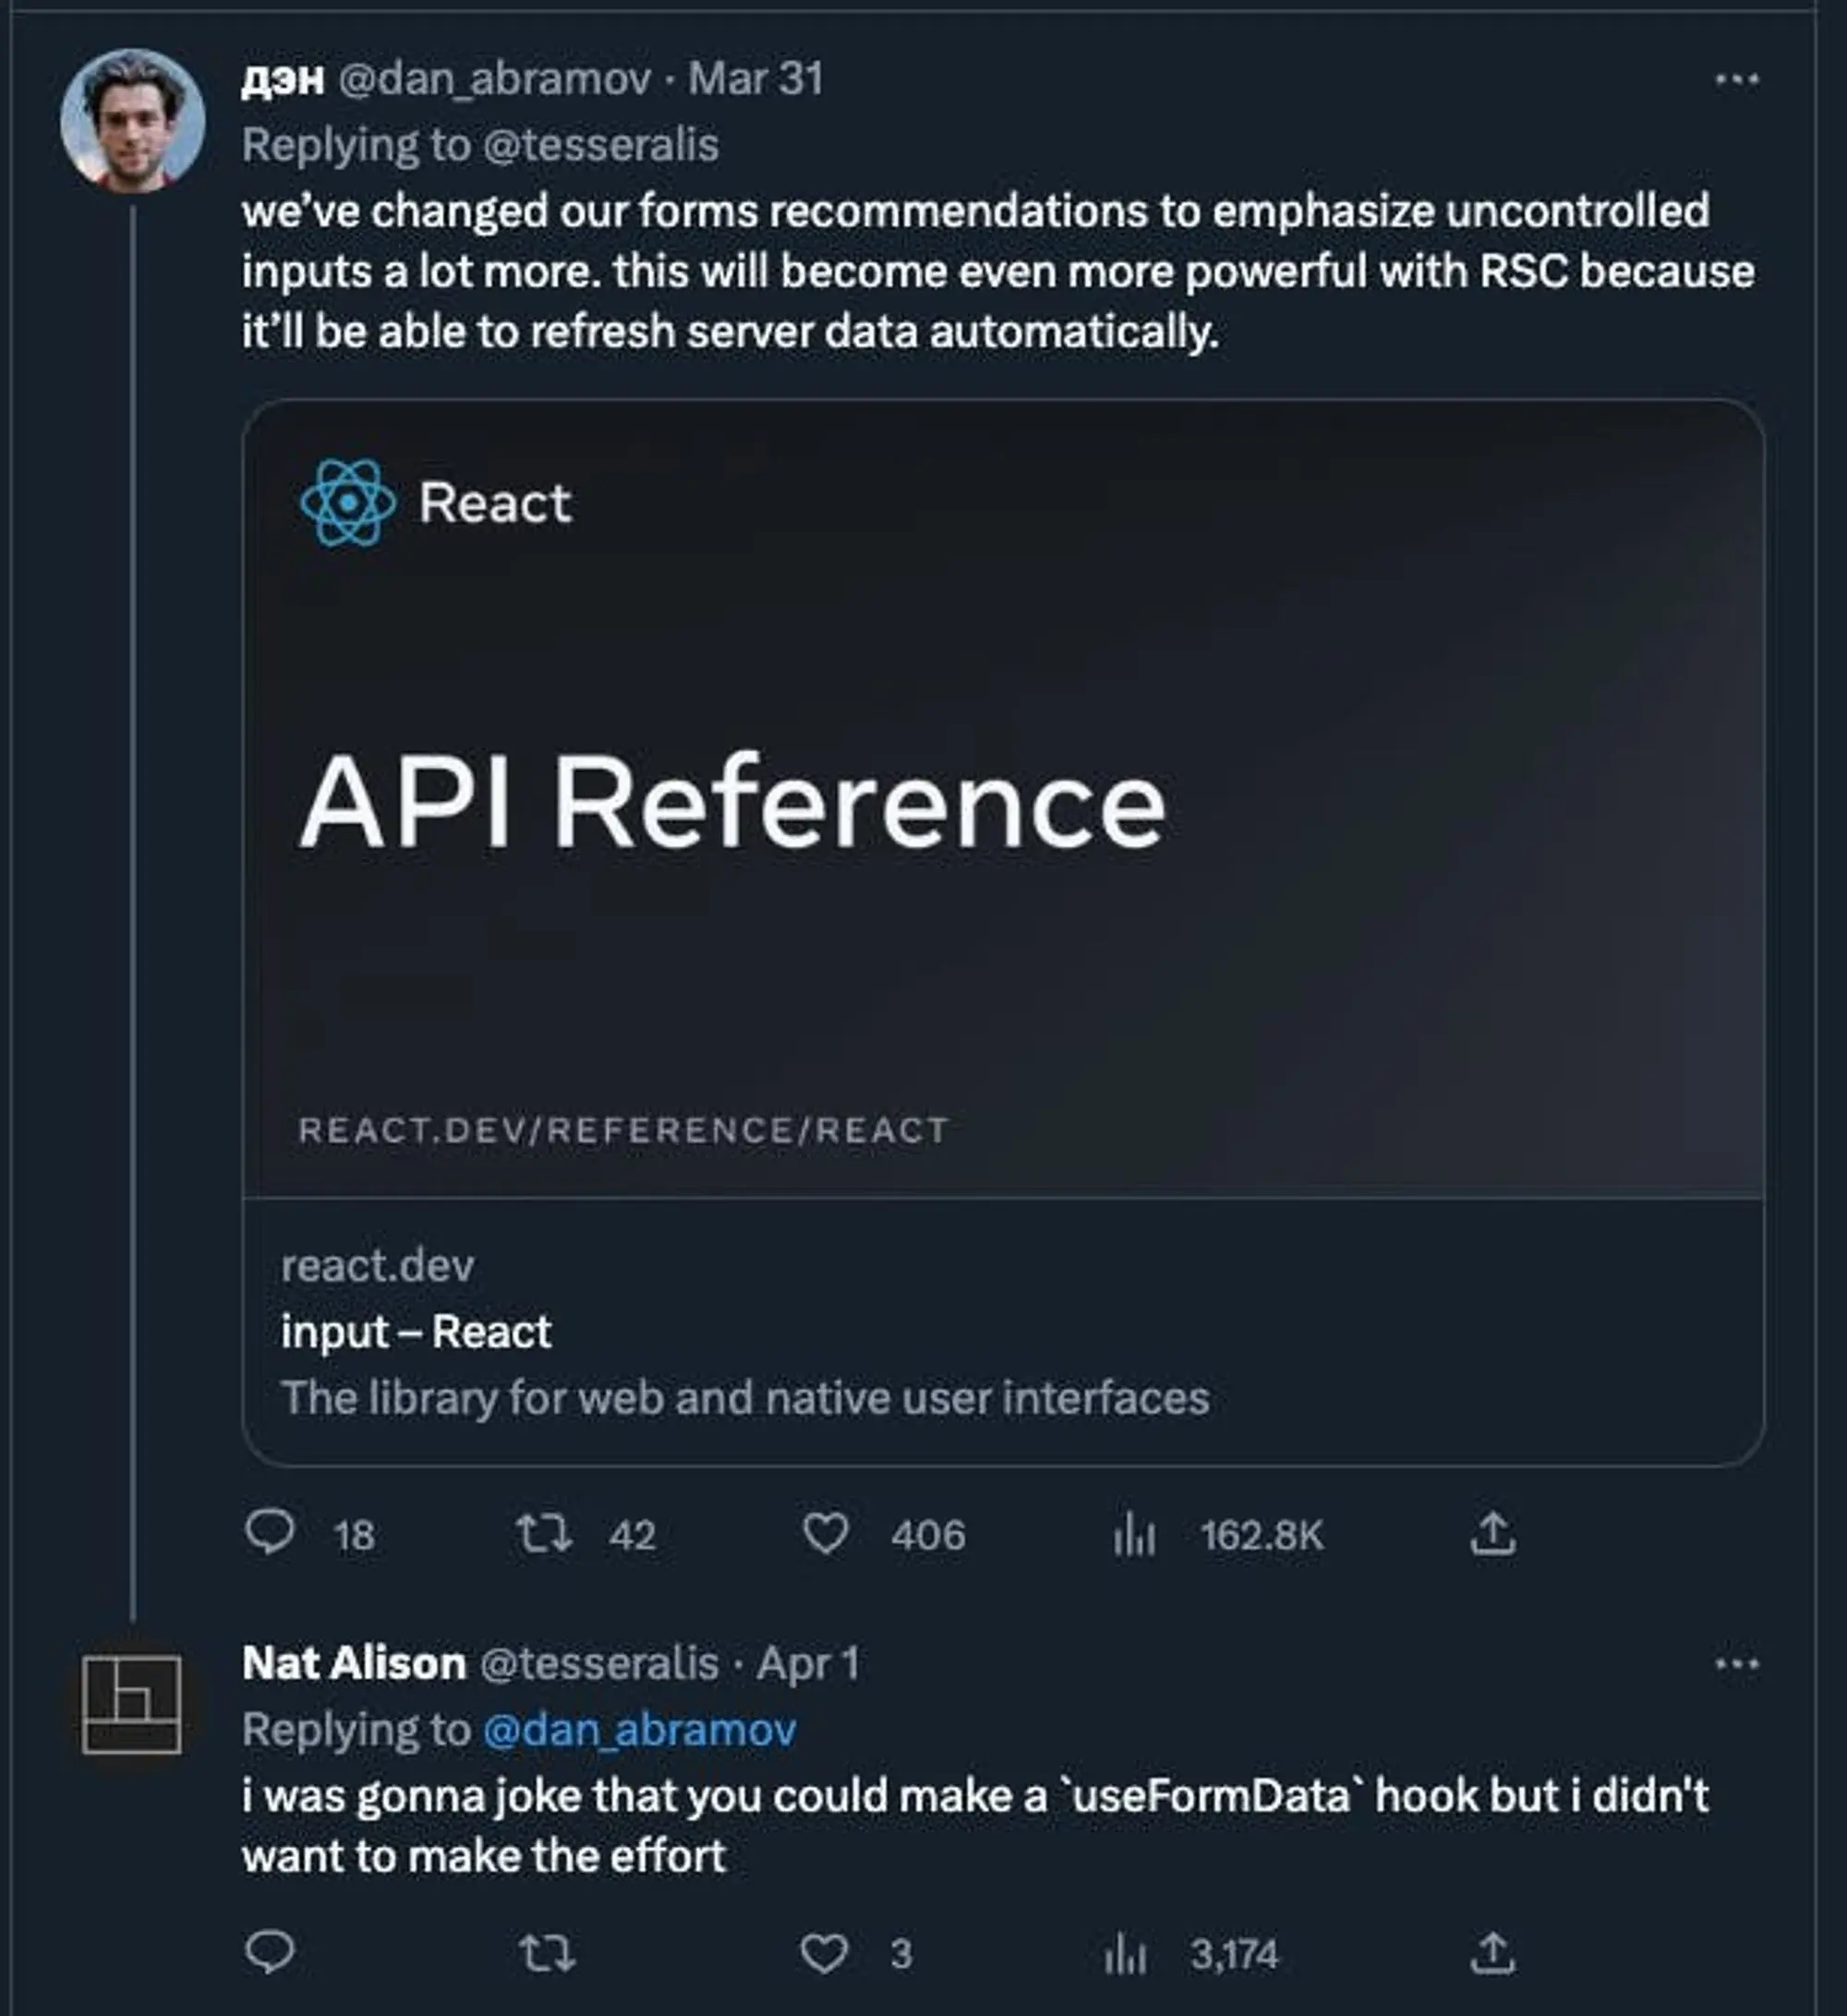 дэн @dan_abramov · Mar 31
Replying to @tesseralis
we’ve changed our forms recommendations to emphasize uncontrolled
inputs a lot more. this will become even more powerful with RSC because
it’ll be able to refresh server data automatically.
React
API Reference
REACT.DEV/REFERENCE/REACT
react.dev
input – React
The library for web and native user interfaces
18 42 406 162.8K
Nat Alison @tesseralis · Apr 1
Replying to @dan_abramov
i was gonna joke that you could make a `useFormData` hook but i didn't
want to make the effort
3 3,174